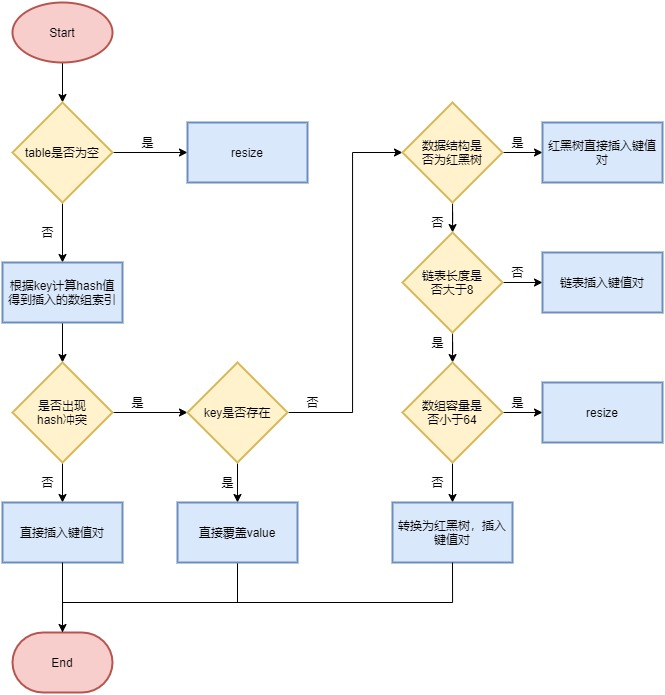 Start
table是否为空
是
resize
否
根据key计算hash值
得到插入的数组索引
是否出现
hash冲突
是
key是否存在
否
否
是
直接插入键值对
直接覆盖value
数据结构是
否为红黑树
是
红黑树直接插入键值
对
否
链表长度是
否大于8
否
链表插入键值对
是
数组容量是
否小于64
是
resize
否
转换为红黑树，插入
键值对
End